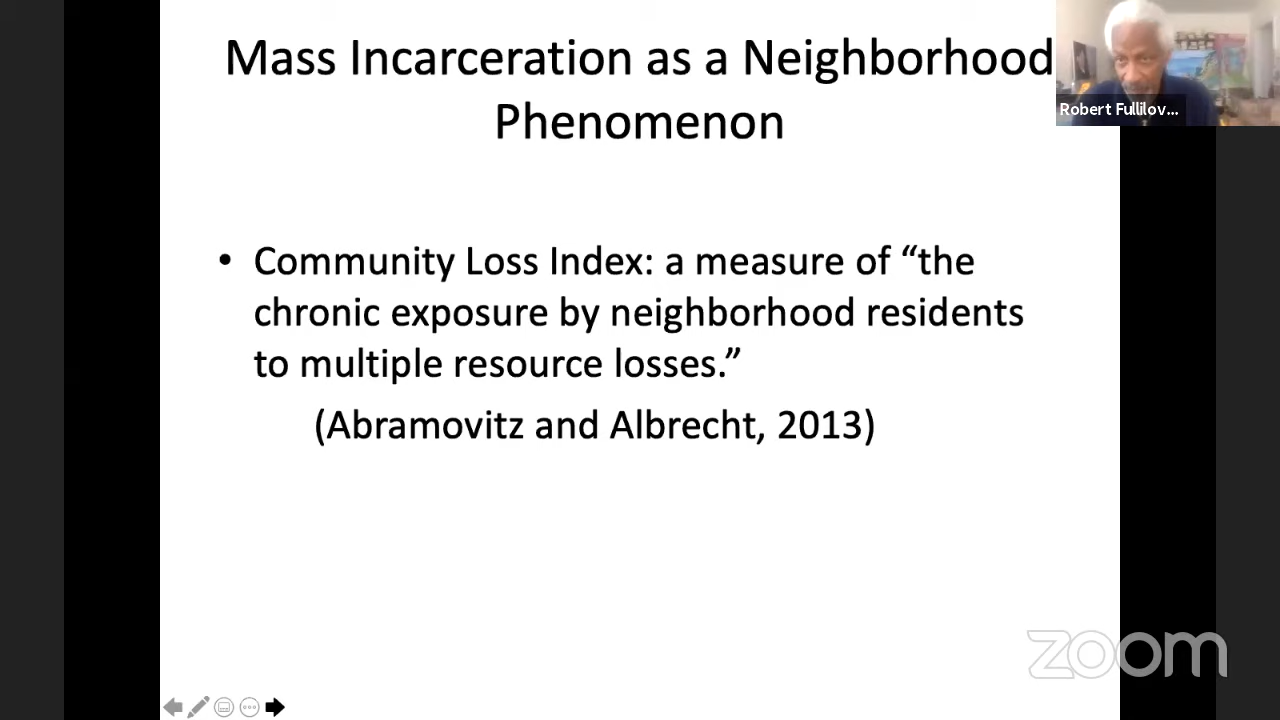 Mass Incarceration as a Neighborhood
Phenomenon
Robert Fullilov...
• Community Loss Index: a measure of “the
chronic exposure by neighborhood residents
to multiple resource losses.”
(Abramovitz and Albrecht, 2013)
zoom